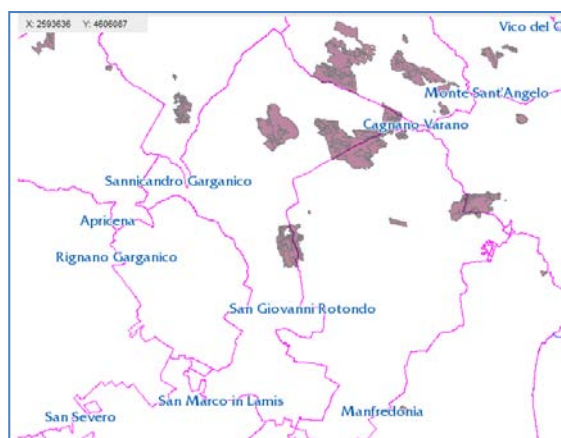 X: 2593636 Y: 4606087
Vico del G
Monte Sant'Angelo
Cagnano Varano
Sannicandro Garganico
Apricena
Rignano Garganico
San Giovanni Rotondo
San Marco in Lamis
Manfredonia
San Severo